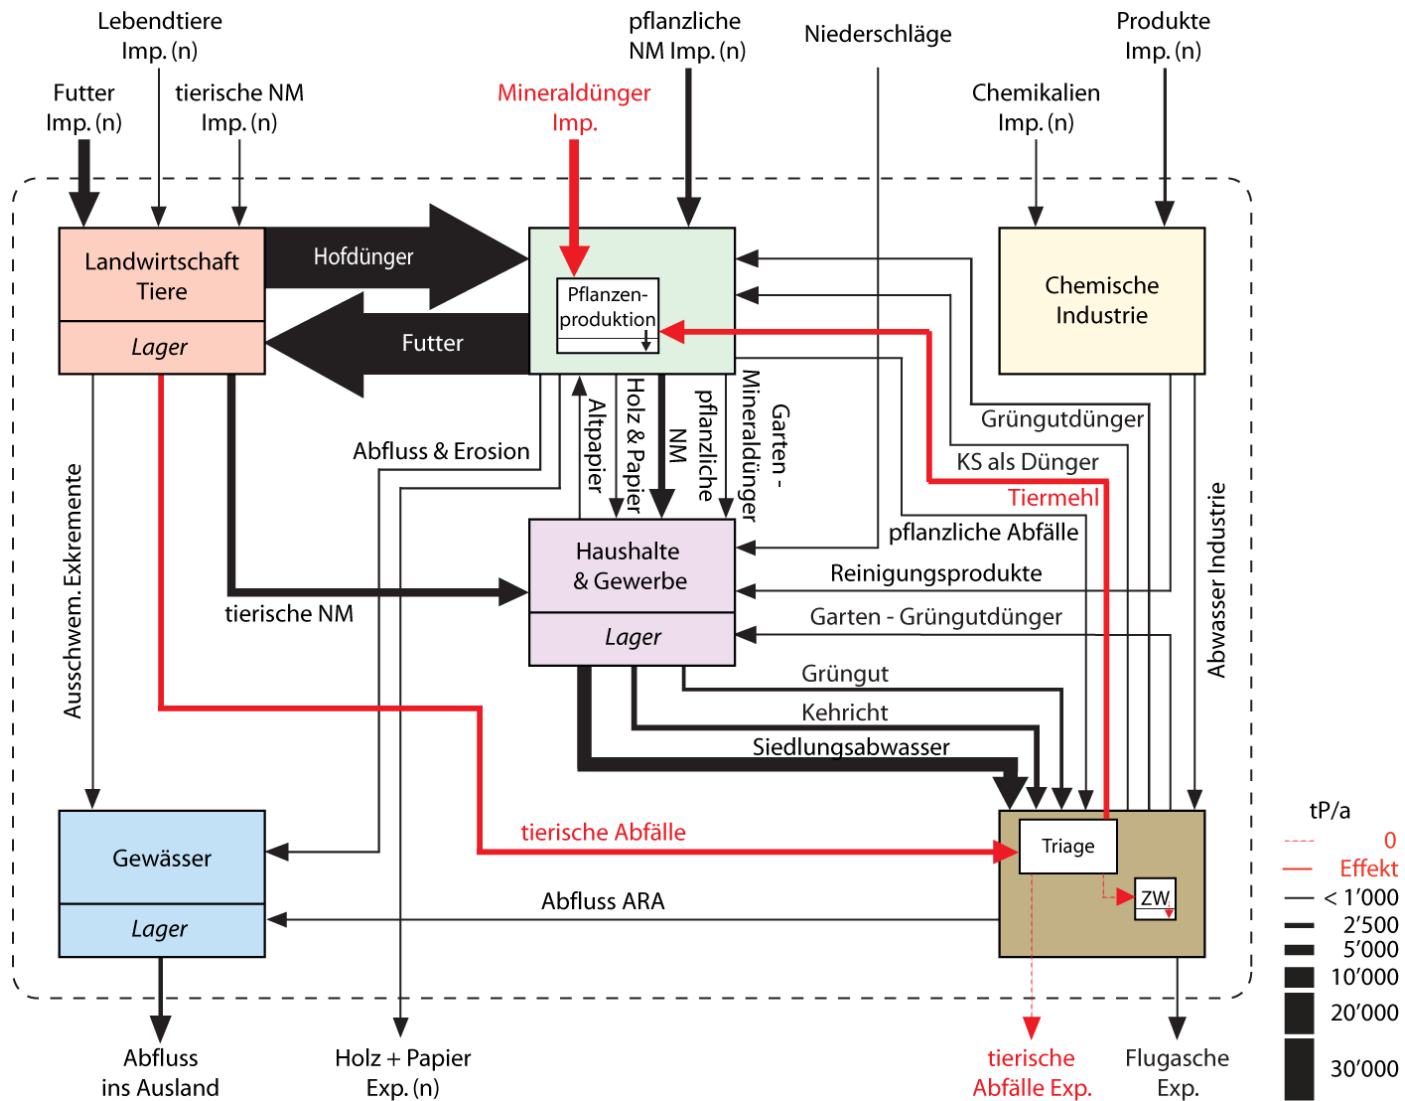 Lebendtiere
Imp. (n)
pflanzliche
NM Imp. (n)
Niederschläge
Produkte
Imp. (n)
Futter
Imp. (n)
tierische NM
Imp. (n)
Mineraldünger
Imp.
Chemikalien
Imp. (n)
Landwirtschaft
Tiere
Lager
Hofdünger
Futter
Pflanzen-
produktion
Chemische
Industrie
Grüngutdünger
KS als Dünger
Tiermehl
pflanzliche Abfälle
Abfluss & Erosion
Altpapier
Holz & Papier
pflanzliche
NM
Garten -
Mineraldünger
Ausschwem. Exkremente
tierische NM
Haushalte
& Gewerbe
Lager
Reinigungsprodukte
Garten - Grüngutdünger
Abwasser Industrie
Grüngut
Kehricht
Siedlungsabwasser
tierische Abfälle
Gewässer
Lager
Abfluss ARA
Triage
ZW
Abfluss
ins Ausland
Holz + Papier
Exp. (n)
tierische
Abfälle Exp.
Flugasche
Exp.
tP/a
0
Effekt
< 1’000
2’500
5’000
10’000
20’000
30’000